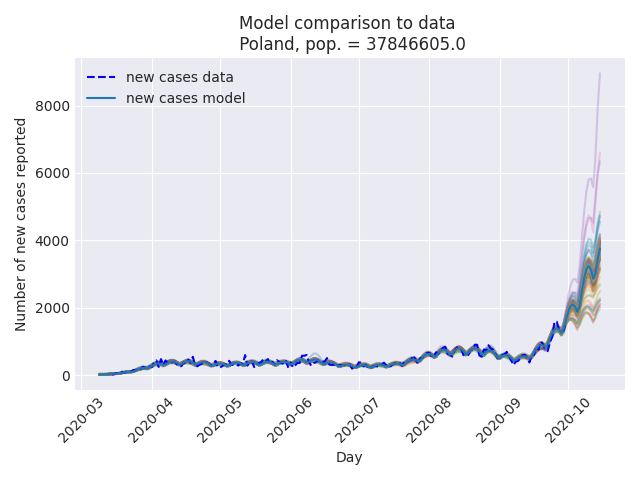 Model comparison to data
Poland, pop. = 37846605.0
new cases data
new cases model
Number of new cases reported
8000
6000
4000
2000
0
2020-03
2020-04
2020-05
2020-06
2020-07
2020-08
2020-09
2020-10
Day